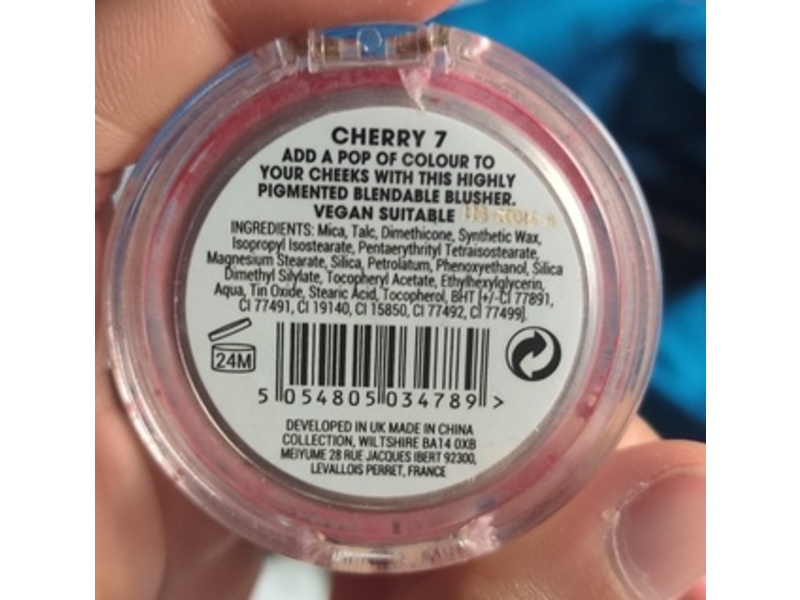 CHERRY 7
ADD A POP OF COLOUR TO
YOUR CHEEKS WITH THIS HIGHLY
PIGMENTED BLENDABLE BLUSHER.
VEGAN SUITABLE
INGREDIENTS: Mica, Talc, Dimethicone, Synthetic Wax,
Isopropyl Isostearate, Pentaerythrityl Tetraisostearate,
Magnesium Stearate, Silica, Petrolatum, Phenoxyethanol, Silica
Dimethyl Silylate, Tocopheryl Acetate, Ethylhexylglycerin,
Aqua, Tin Oxide, Stearic Acid, Tocopherol, BHT [+/-CI 77891,
CI 77491, CI 19140, CI 15850, CI 77492, CI 77499].
24M
5 054805 034789 >
DEVELOPED IN UK MADE IN CHINA
COLLECTION, WILTSHIRE BA14 0XB
MEIYUME 28 RUE JACQUES IBERT 92300,
LEVALLOIS PERRET, FRANCE